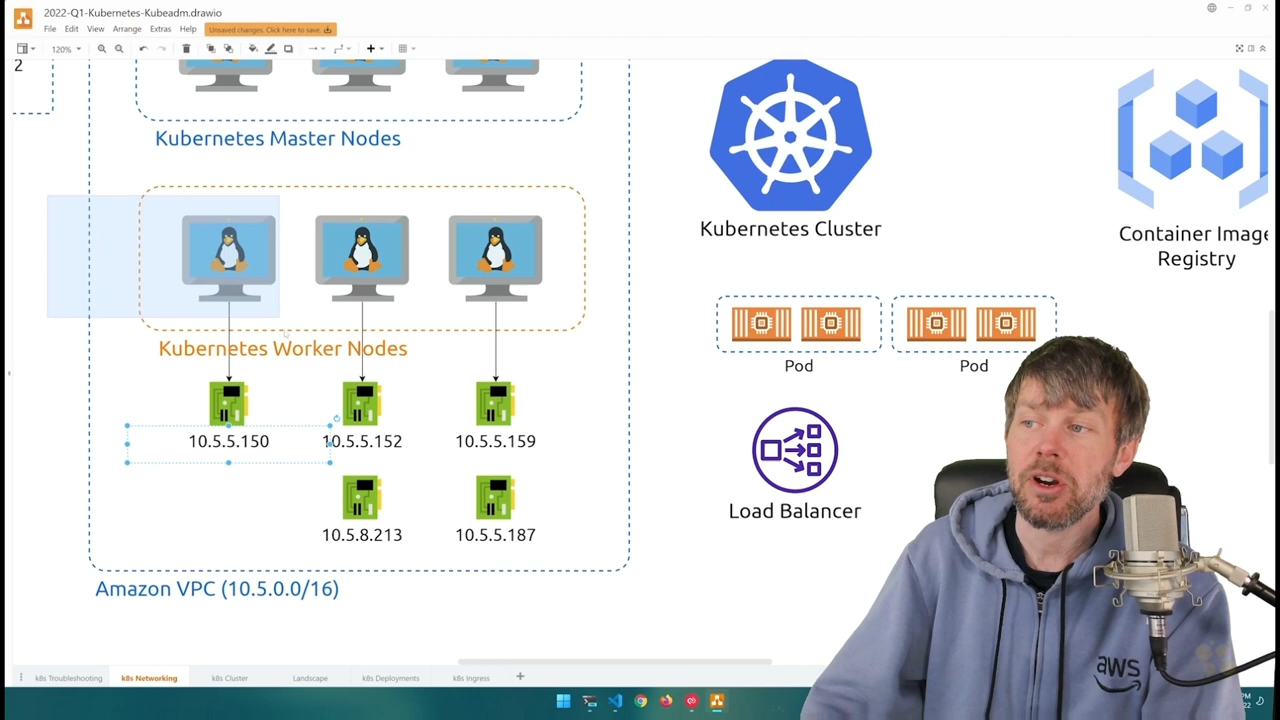 2022-Q1-Kubernetes-Kubeadm.drawio
File Edit View Arrange Extras Help Unsaved changes. Click here to save.
120%
2
Kubernetes Master Nodes
Kubernetes Cluster
Container Image
Registry
Kubernetes Worker Nodes
Pod
Pod
10.5.5.150
10.5.5.152
10.5.5.159
Load Balancer
10.5.8.213
10.5.5.187
Amazon VPC (10.5.0.0/16)
aws
k8s Troubleshooting k8s Networking k8s Cluster Landscape k8s Deployments k8s Ingress
PM
22